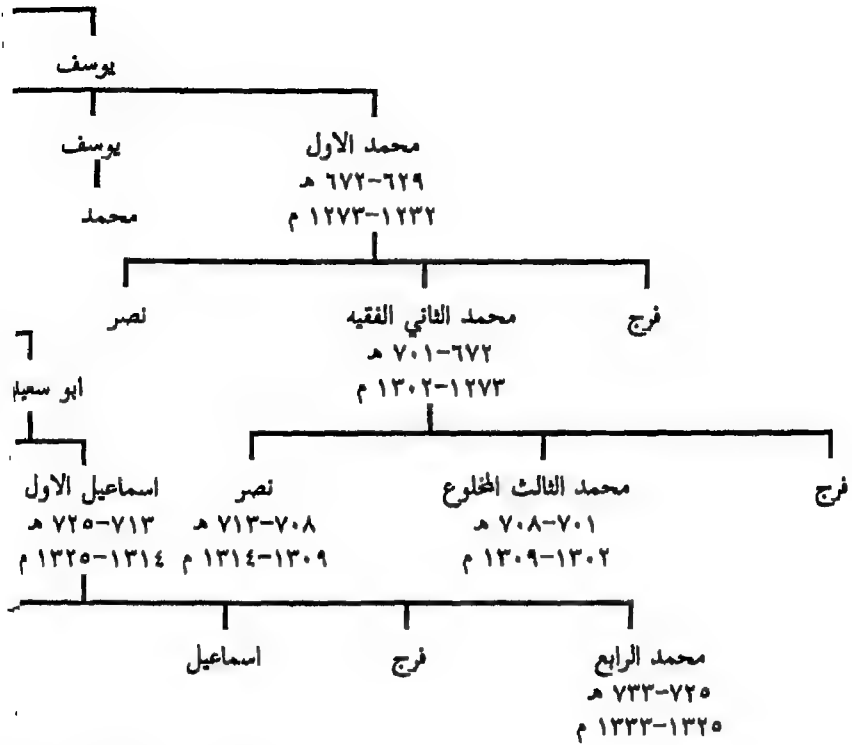 يوسف
محمد الاول
٦٢٩-٦٧٢ هـ
١٢٣٢-١٢٧٣ م
يوسف
محمد
فرج
محمد الثاني الفقيه
٦٧٢-٧٠١ هـ
١٢٧٣-١٣٠٢ م
نصر
ابو سعيد
فرج
محمد الثالث المخلوع
٧٠١-٧٠٨ هـ
١٣٠٢-١٣٠٩ م
نصر
٧٠٨-٧١٣ هـ
١٣٠٩-١٣١٤ م
اسماعيل الاول
٧١٣-٧٢٥ هـ
١٣١٤-١٣٢٥ م
محمد الرابع
٧٢٥-٧٣٣ هـ
١٣٢٥-١٣٣٣ م
فرج
اسماعيل